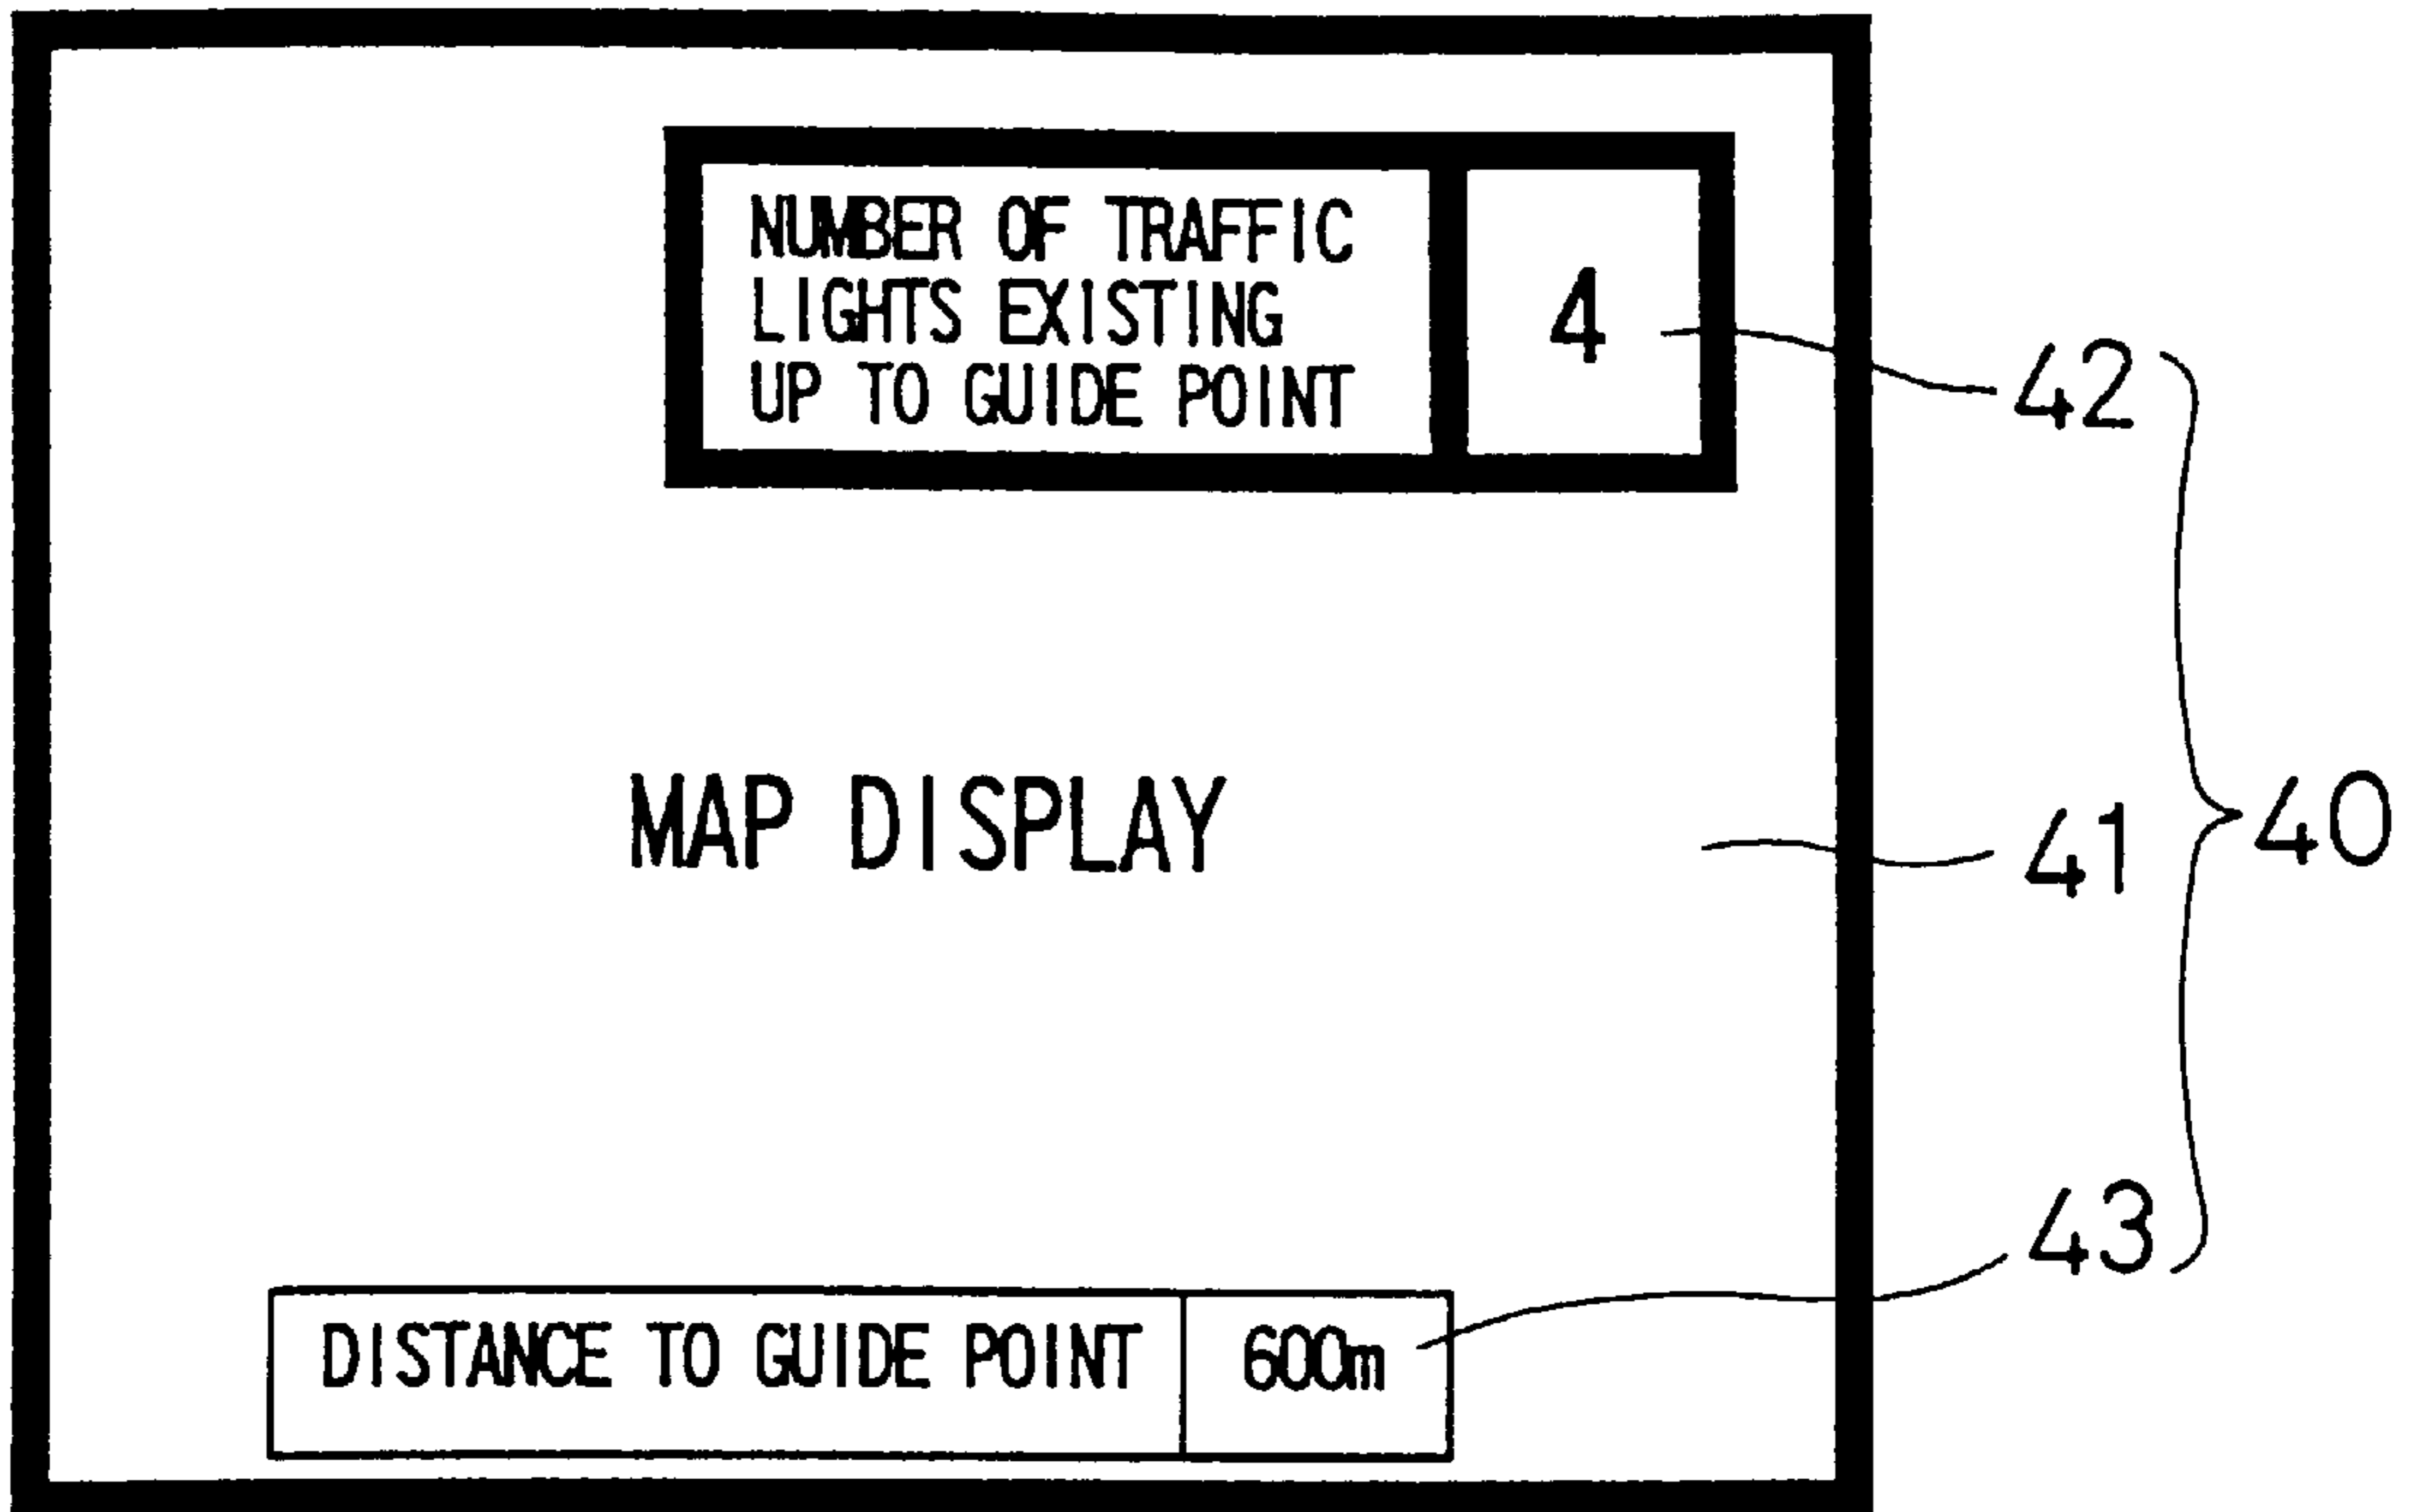 NUMBER OF TRAFFIC
LIGHTS EXISTING
UP TO GUIDE POINT
4
42
MAP DISPLAY
41
40
43
DISTANCE TO GUIDE POINT
600m